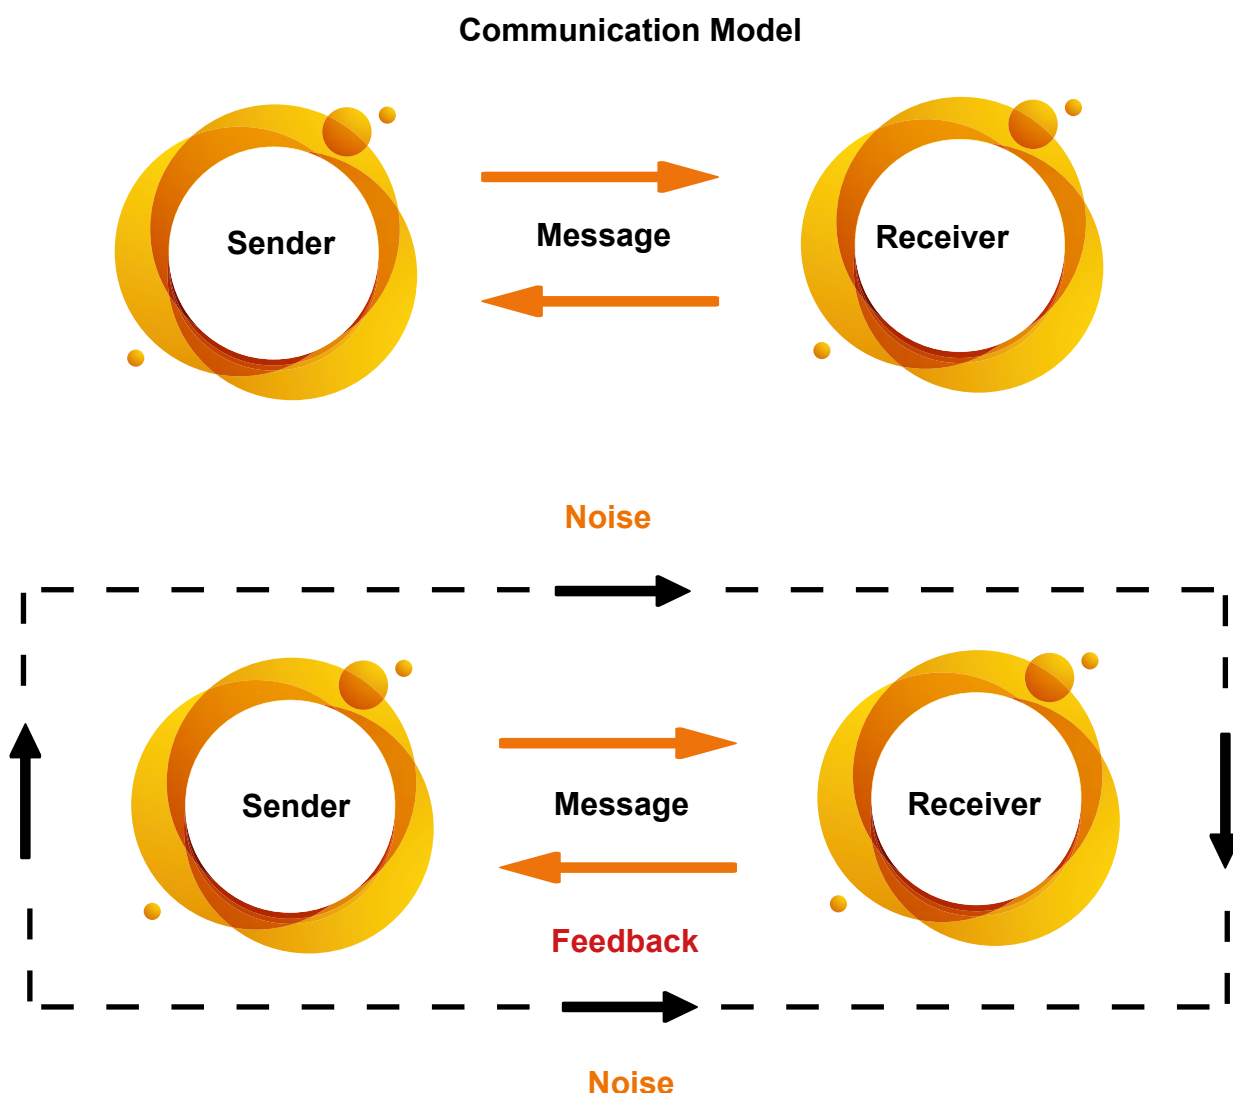 Communication Model
Sender
Message
Receiver
Noise
Sender
Message
Receiver
Feedback
Noise